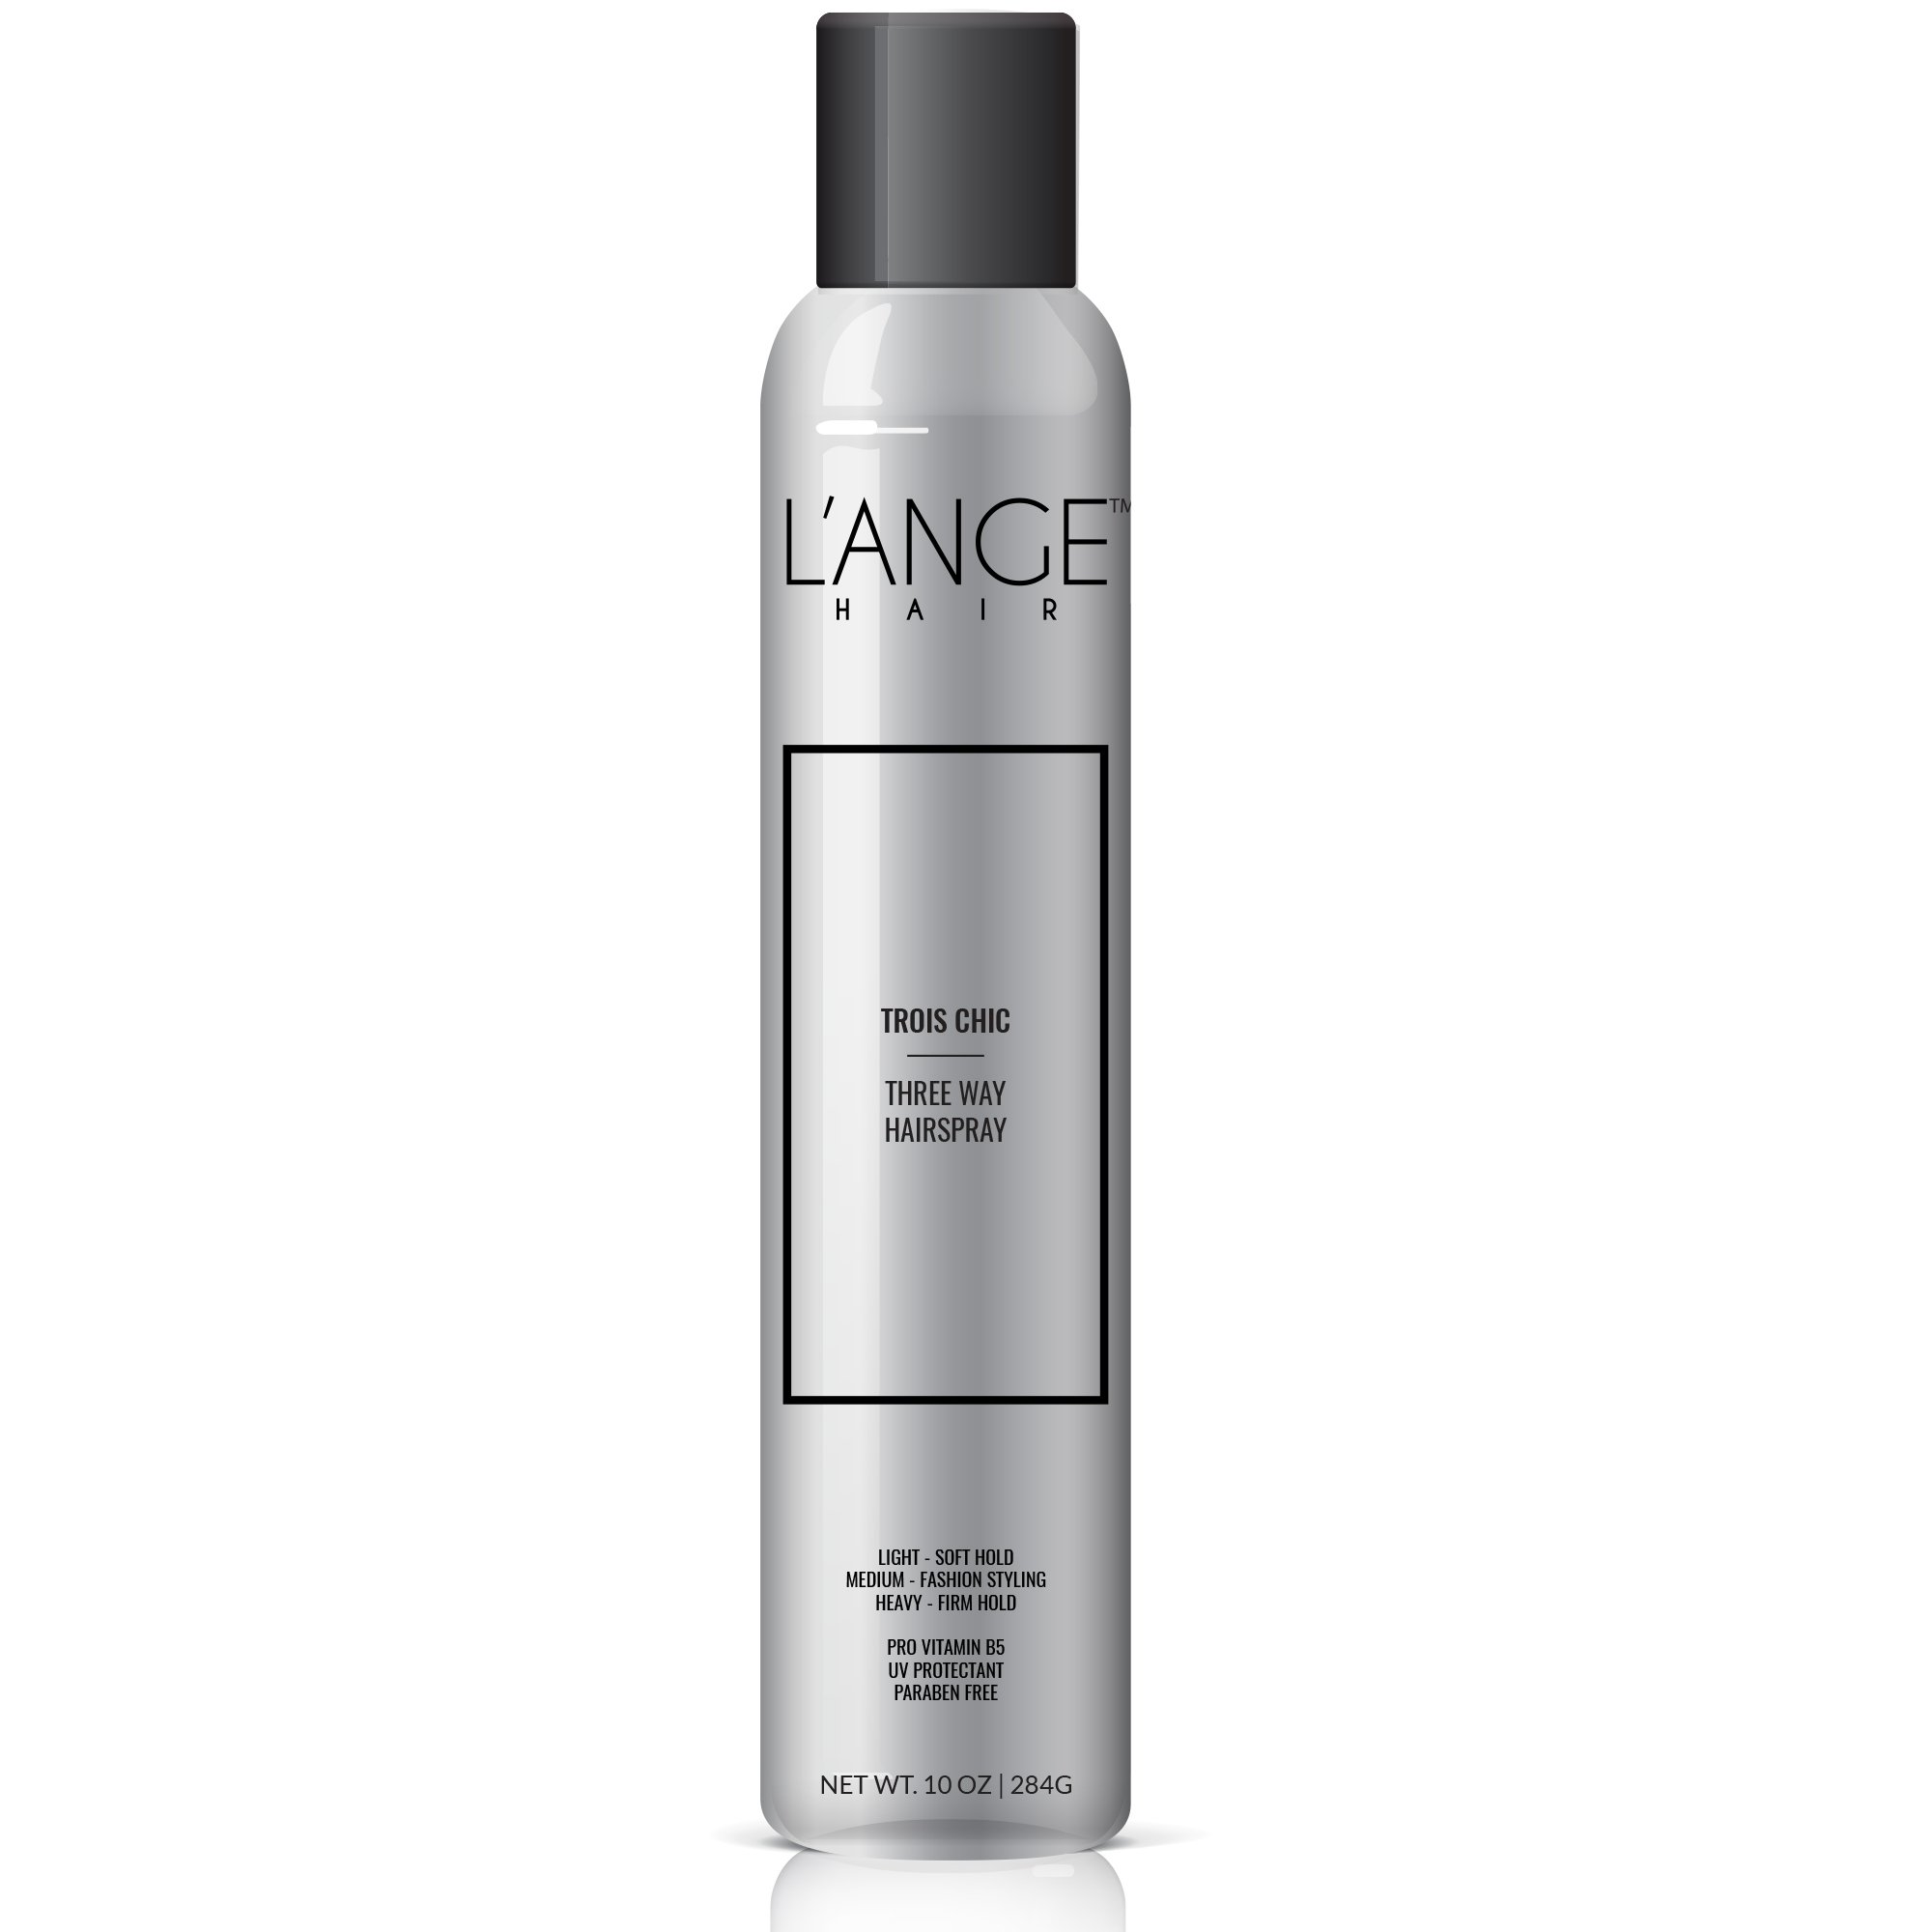 L'ANGE™
HAIR
TROIS CHIC
THREE WAY
HAIRSPRAY
LIGHT - SOFT HOLD
MEDIUM - FASHION STYLING
HEAVY - FIRM HOLD
PRO VITAMIN B5
UV PROTECTANT
PARABEN FREE
NET WT. 10 OZ | 284G